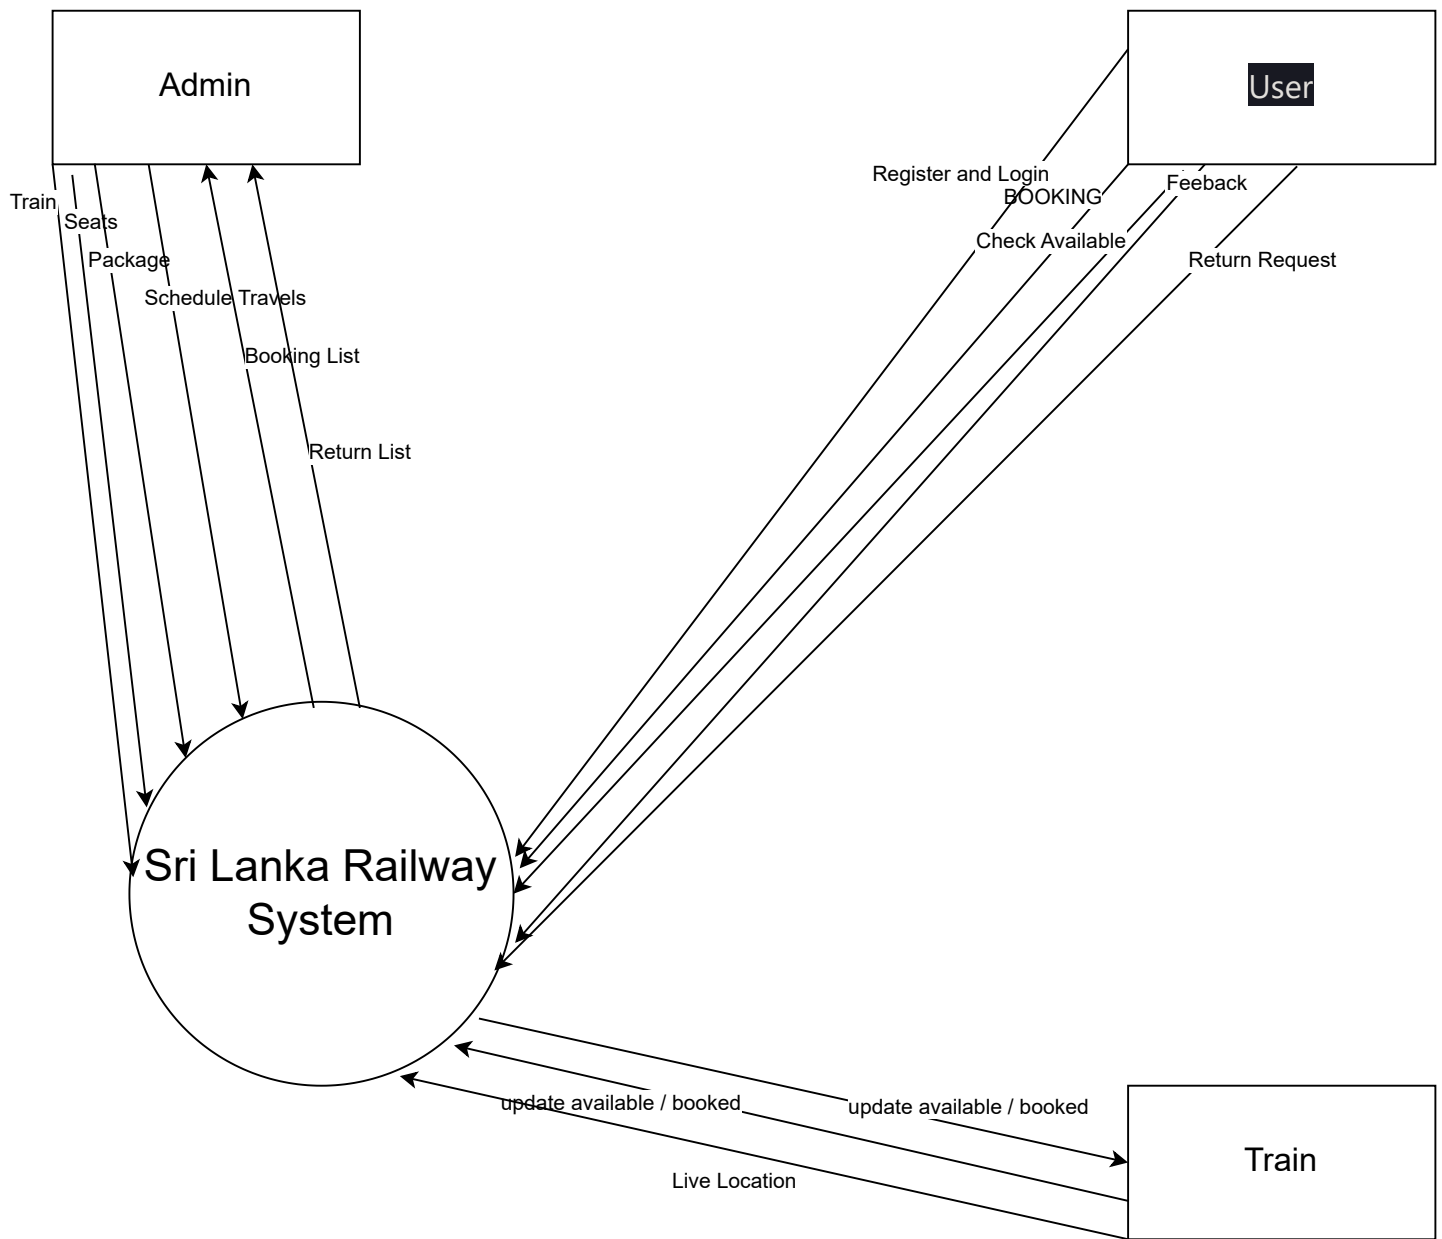 Admin
User
Register and Login
BOOKING
Feeback
Train
Seats
Check Available
Package
Return Request
Schedule Travels
Booking List
Return List
Sri Lanka Railway
System
update available / booked
update available / booked
Train
Live Location